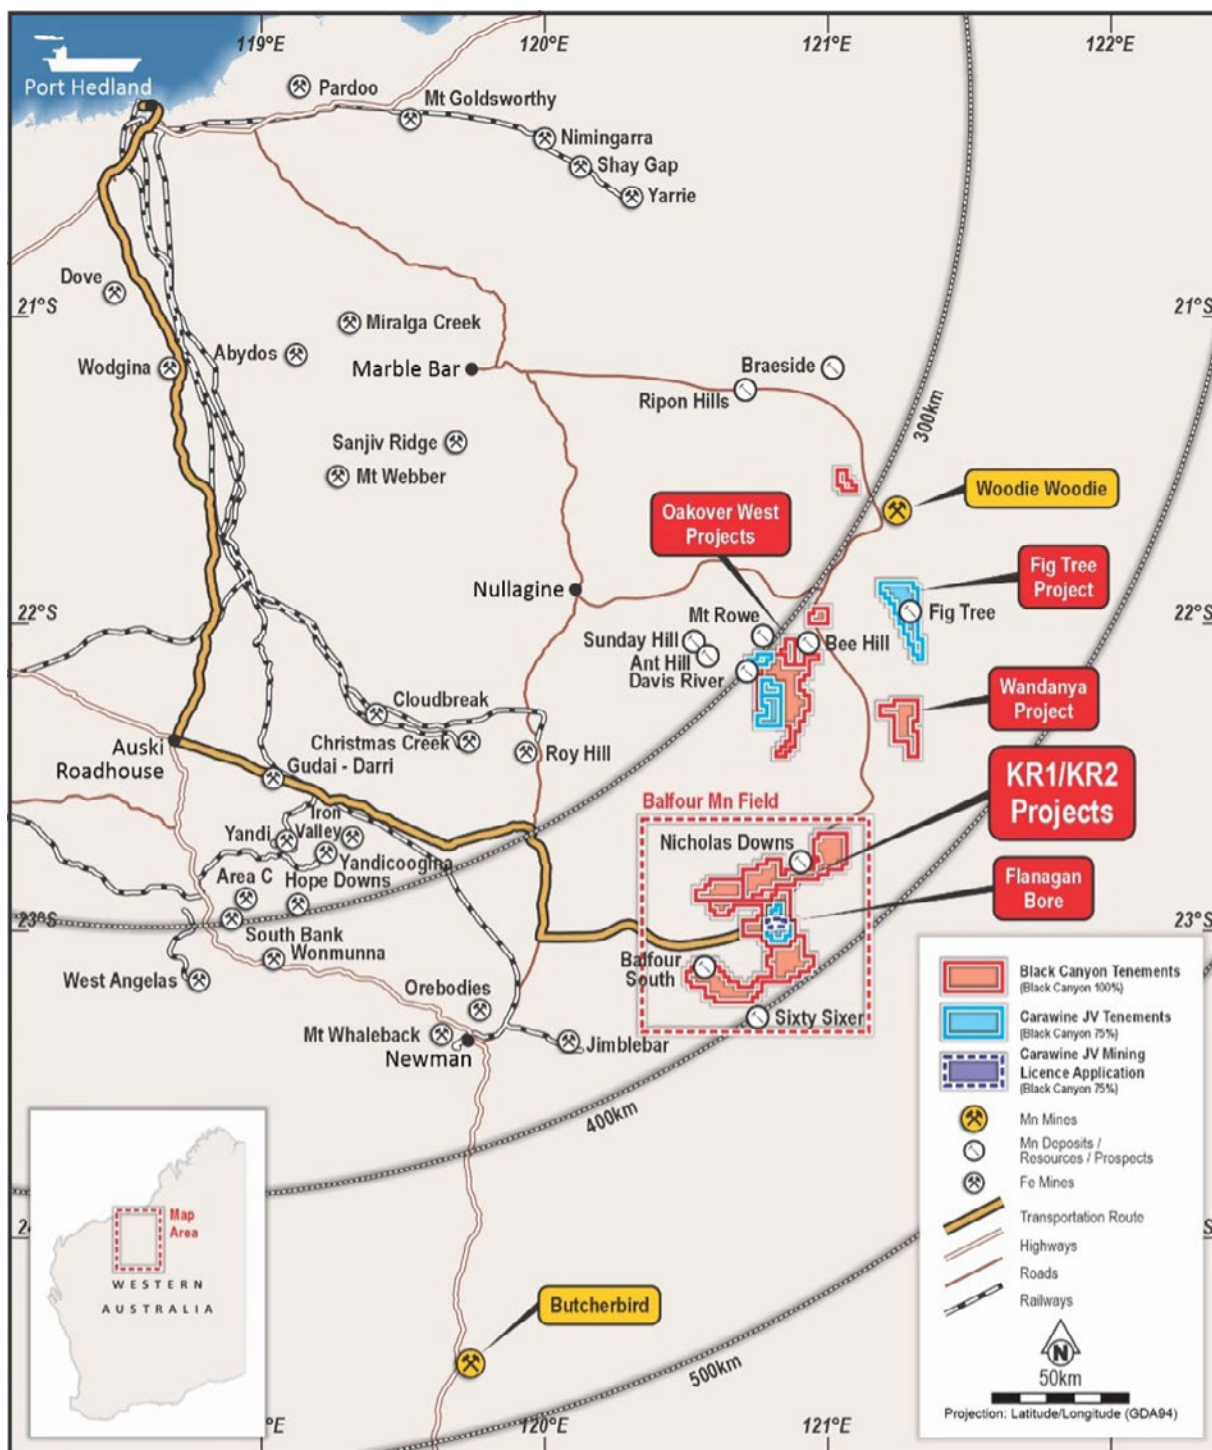 119°E
120°E
121°E
122°E
Port Hedland
Pardoo
Mt Goldsworthy
Nimingarra
Shay Gap
Yarrie
Dove
21°S
21°S
Miralga Creek
Abydos
Wodgina
Marble Bar
Braeside
Ripon Hills
300km
Sanjiv Ridge
Mt Webber
Woodie Woodie
Oakover West
Projects
Fig Tree
Project
Nullagine
Fig Tree
22°S
22°S
Mt Rowe
Sunday Hill
Bee Hill
Ant Hill
Davis River
Wandanya
Project
Cloudbreak
Christmas Creek
Roy Hill
Auski
Roadhouse
Gudai - Darri
KR1/KR2
Projects
Balfour Mn Field
Iron
Valley
Yandi
Yandicoogina
Nicholas Downs
Area C
Hope Downs
Flanagan
Bore
23°S
23°S
South Bank
Wonmunna
West Angelas
Balfour
South
Orebodies
Sixty Sixer
Mt Whaleback
Newman
Jimblebar
400km
Black Canyon Tenements
(Black Canyon 100%)
Carawine JV Tenements
(Black Canyon 75%)
Carawine JV Mining
Licence Application
(Black Canyon 75%)
Mn Mines
Mn Deposits /
Resources / Prospects
Fe Mines
Transportation Route
Highways
Roads
Railways
N
50km
Projection: Latitude/Longitude (GDA94)
Map
Area
WESTERN
AUSTRALIA
Butcherbird
500km
120°E
121°E